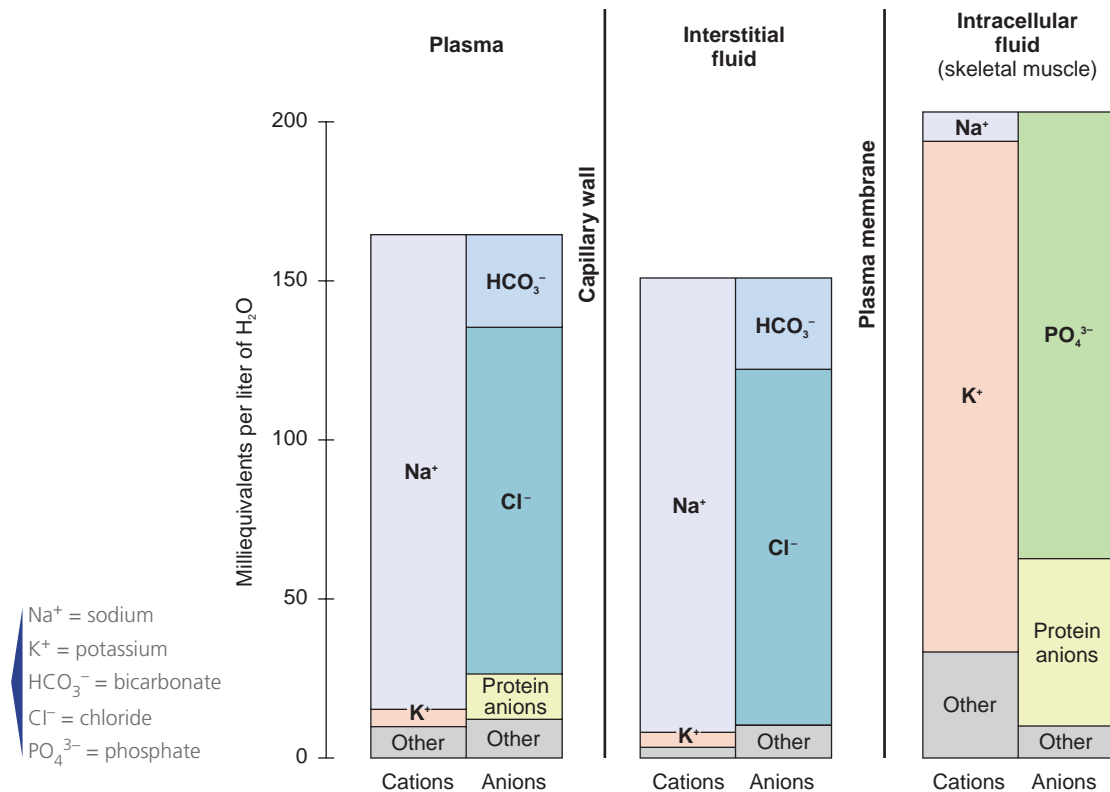 Plasma
Interstitial
fluid
Intracellular
fluid
(skeletal muscle)
Milliequivalents per liter of H₂O
200
150
100
50
0
Na⁺
K⁺
Other
HCO₃⁻
Cl⁻
Protein
anions
Other
Cations
Anions
Capillary wall
Na⁺
K⁺
HCO₃⁻
Cl⁻
Other
Cations
Anions
Plasma membrane
Na⁺
K⁺
Other
PO₄³⁻
Protein
anions
Other
Cations
Anions
Na⁺ = sodium
K⁺ = potassium
HCO₃⁻ = bicarbonate
Cl⁻ = chloride
PO₄³⁻ = phosphate